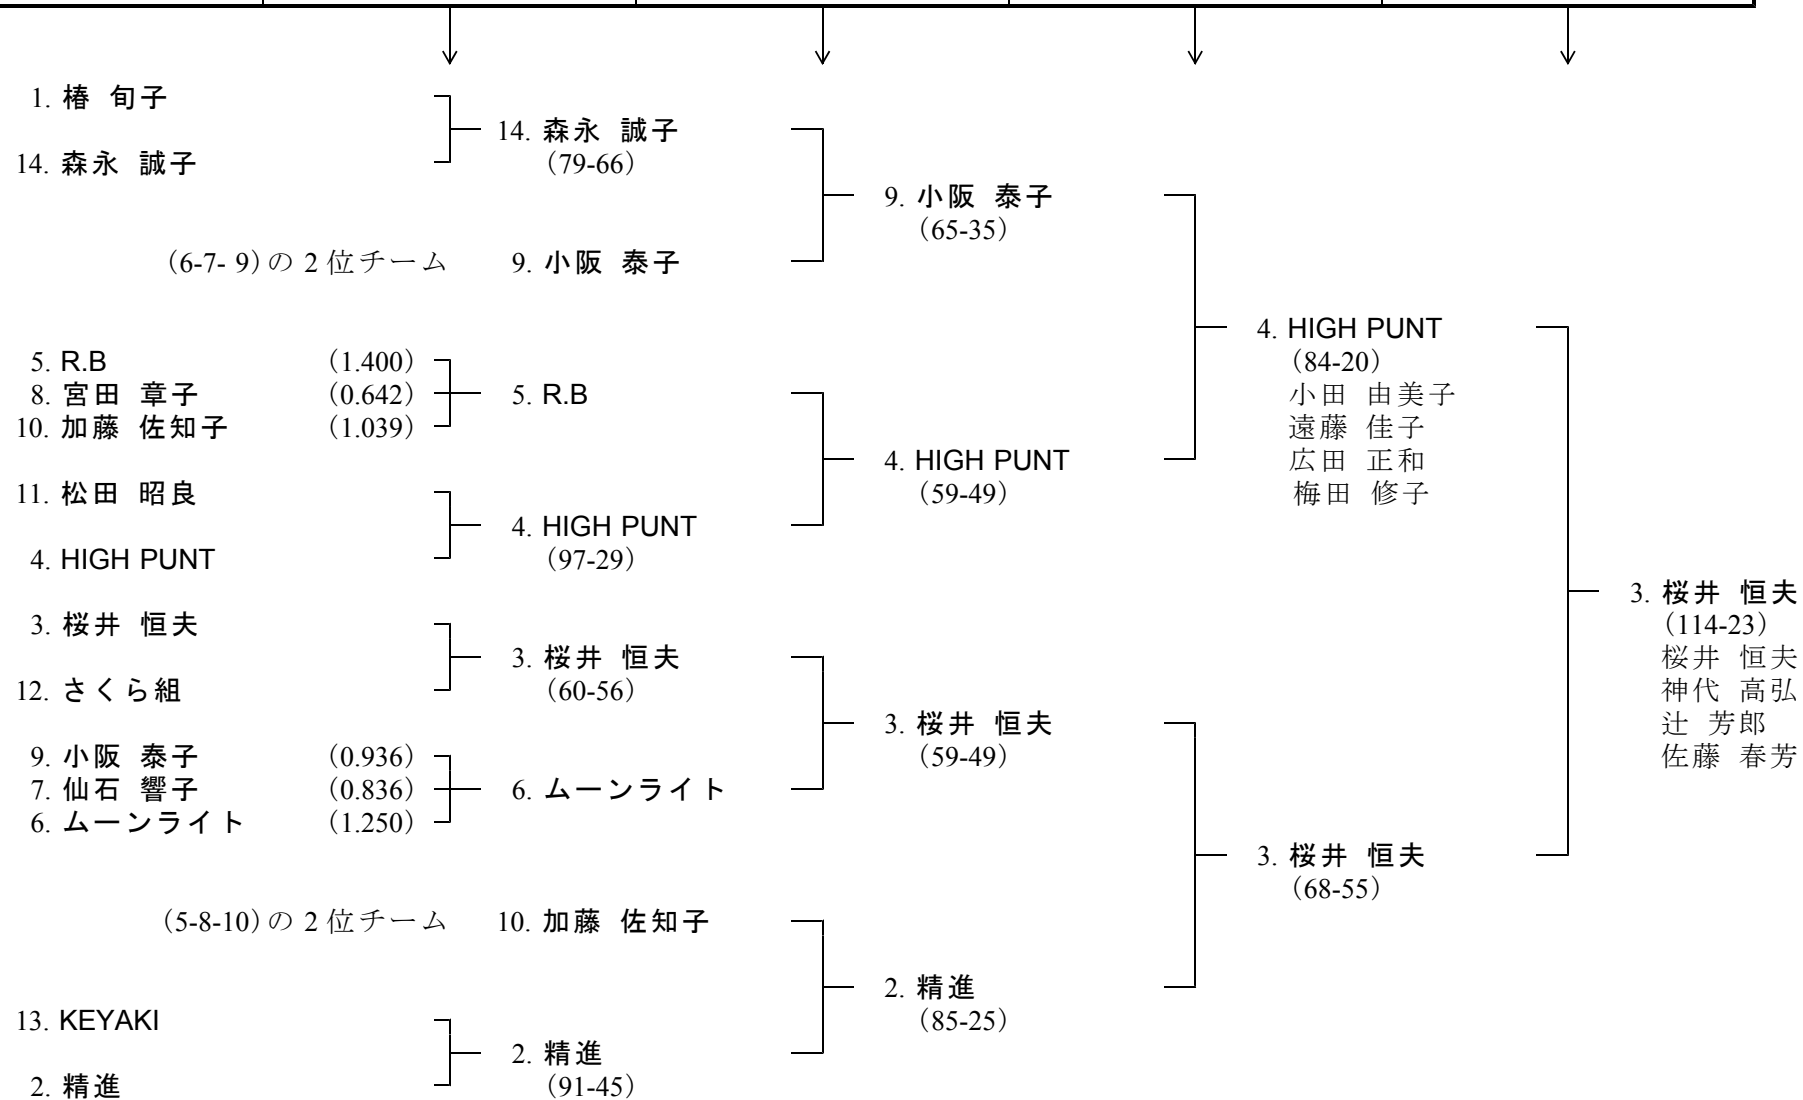 1. 椿 旬子
14. 森永 誠子
14. 森永 誠子
(79-66)
9. 小阪 泰子
(65-35)
(6-7- 9)の 2 位チーム 9. 小阪 泰子
4. HIGH PUNT
(84-20)
小田 由美子
遠藤 佳子
広田 正和
梅田 修子
5. R.B (1.400)
8. 宮田 章子 (0.642)
10. 加藤 佐知子 (1.039)
5. R.B
4. HIGH PUNT
(59-49)
11. 松田 昭良
4. HIGH PUNT
4. HIGH PUNT
(97-29)
3. 桜井 恒夫
(114-23)
桜井 恒夫
神代 高弘
辻 芳郎
佐藤 春芳
3. 桜井 恒夫
12. さくら組
3. 桜井 恒夫
(60-56)
3. 桜井 恒夫
(59-49)
9. 小阪 泰子 (0.936)
7. 仙石 響子 (0.836)
6. ムーンライト (1.250)
6. ムーンライト
3. 桜井 恒夫
(68-55)
(5-8-10)の 2 位チーム 10. 加藤 佐知子
2. 精進
(85-25)
13. KEYAKI
2. 精進
2. 精進
(91-45)